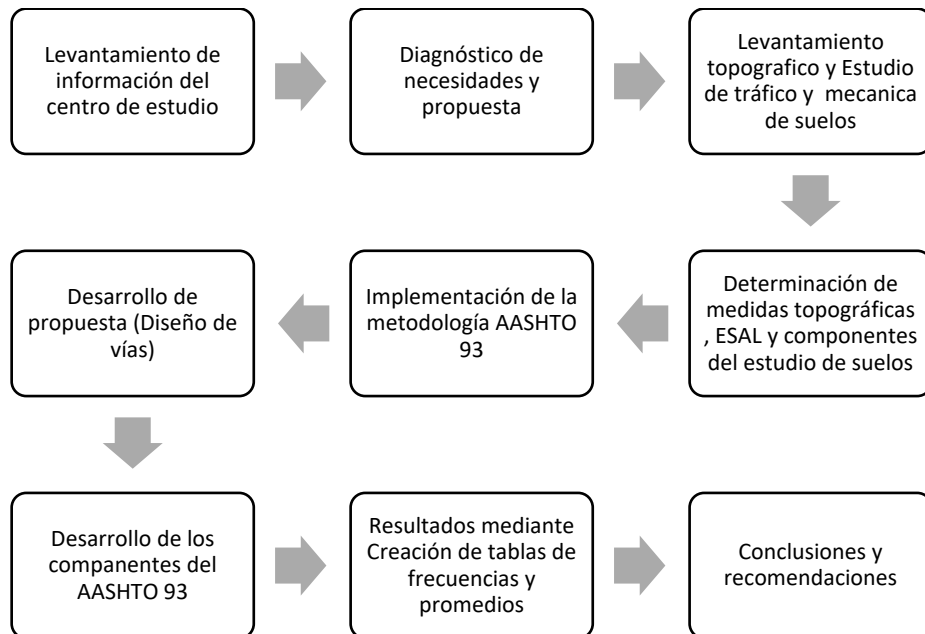 Levantamiento de
información del
centro de estudio
Diagnóstico de
necesidades y
propuesta
Levantamiento
topografico y Estudio
de tráfico y mecanica
de suelos
Determinación de
medidas topográficas
, ESAL y componentes
del estudio de suelos
Implementación de la
metodología AASHTO
93
Desarrollo de
propuesta (Diseño de
vías)
Desarrollo de los
companentes del
AASHTO 93
Resultados mediante
Creación de tablas de
frecuencias y
promedios
Conclusiones y
recomendaciones